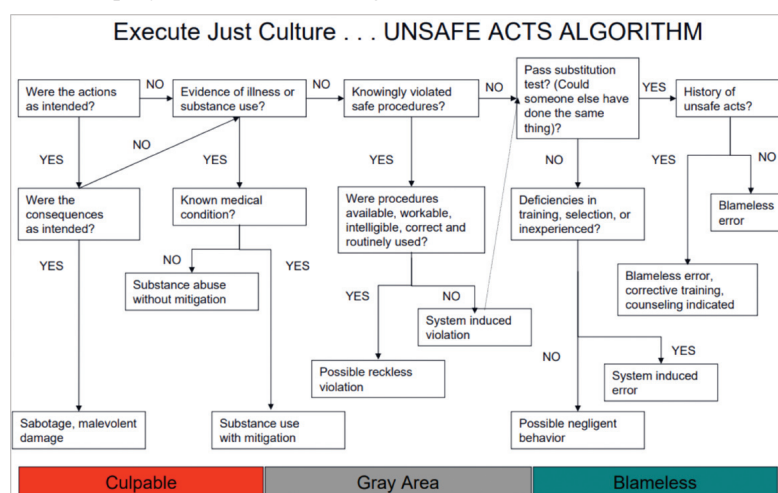 Execute Just Culture . . . UNSAFE ACTS ALGORITHM
Were the actions
as intended?
NO
Evidence of illness or
substance use?
NO
Knowingly violated
safe procedures?
NO
Pass substitution
test? (Could
someone else have
done the same
thing)?
YES
History of
unsafe acts?
YES
NO
YES
YES
NO
YES
NO
Were the
consequences
as intended?
Known medical
condition?
Were procedures
available, workable,
intelligible, correct and
routinely used?
Deficiencies in
training, selection, or
inexperienced?
Blameless
error
YES
NO
YES
YES
NO
NO
YES
Substance abuse
without mitigation
System induced
violation
Blameless error,
corrective training,
counseling indicated
Possible reckless
violation
System induced
error
Sabotage, malevolent
damage
Substance use
with mitigation
Possible negligent
behavior
Culpable
Gray Area
Blameless